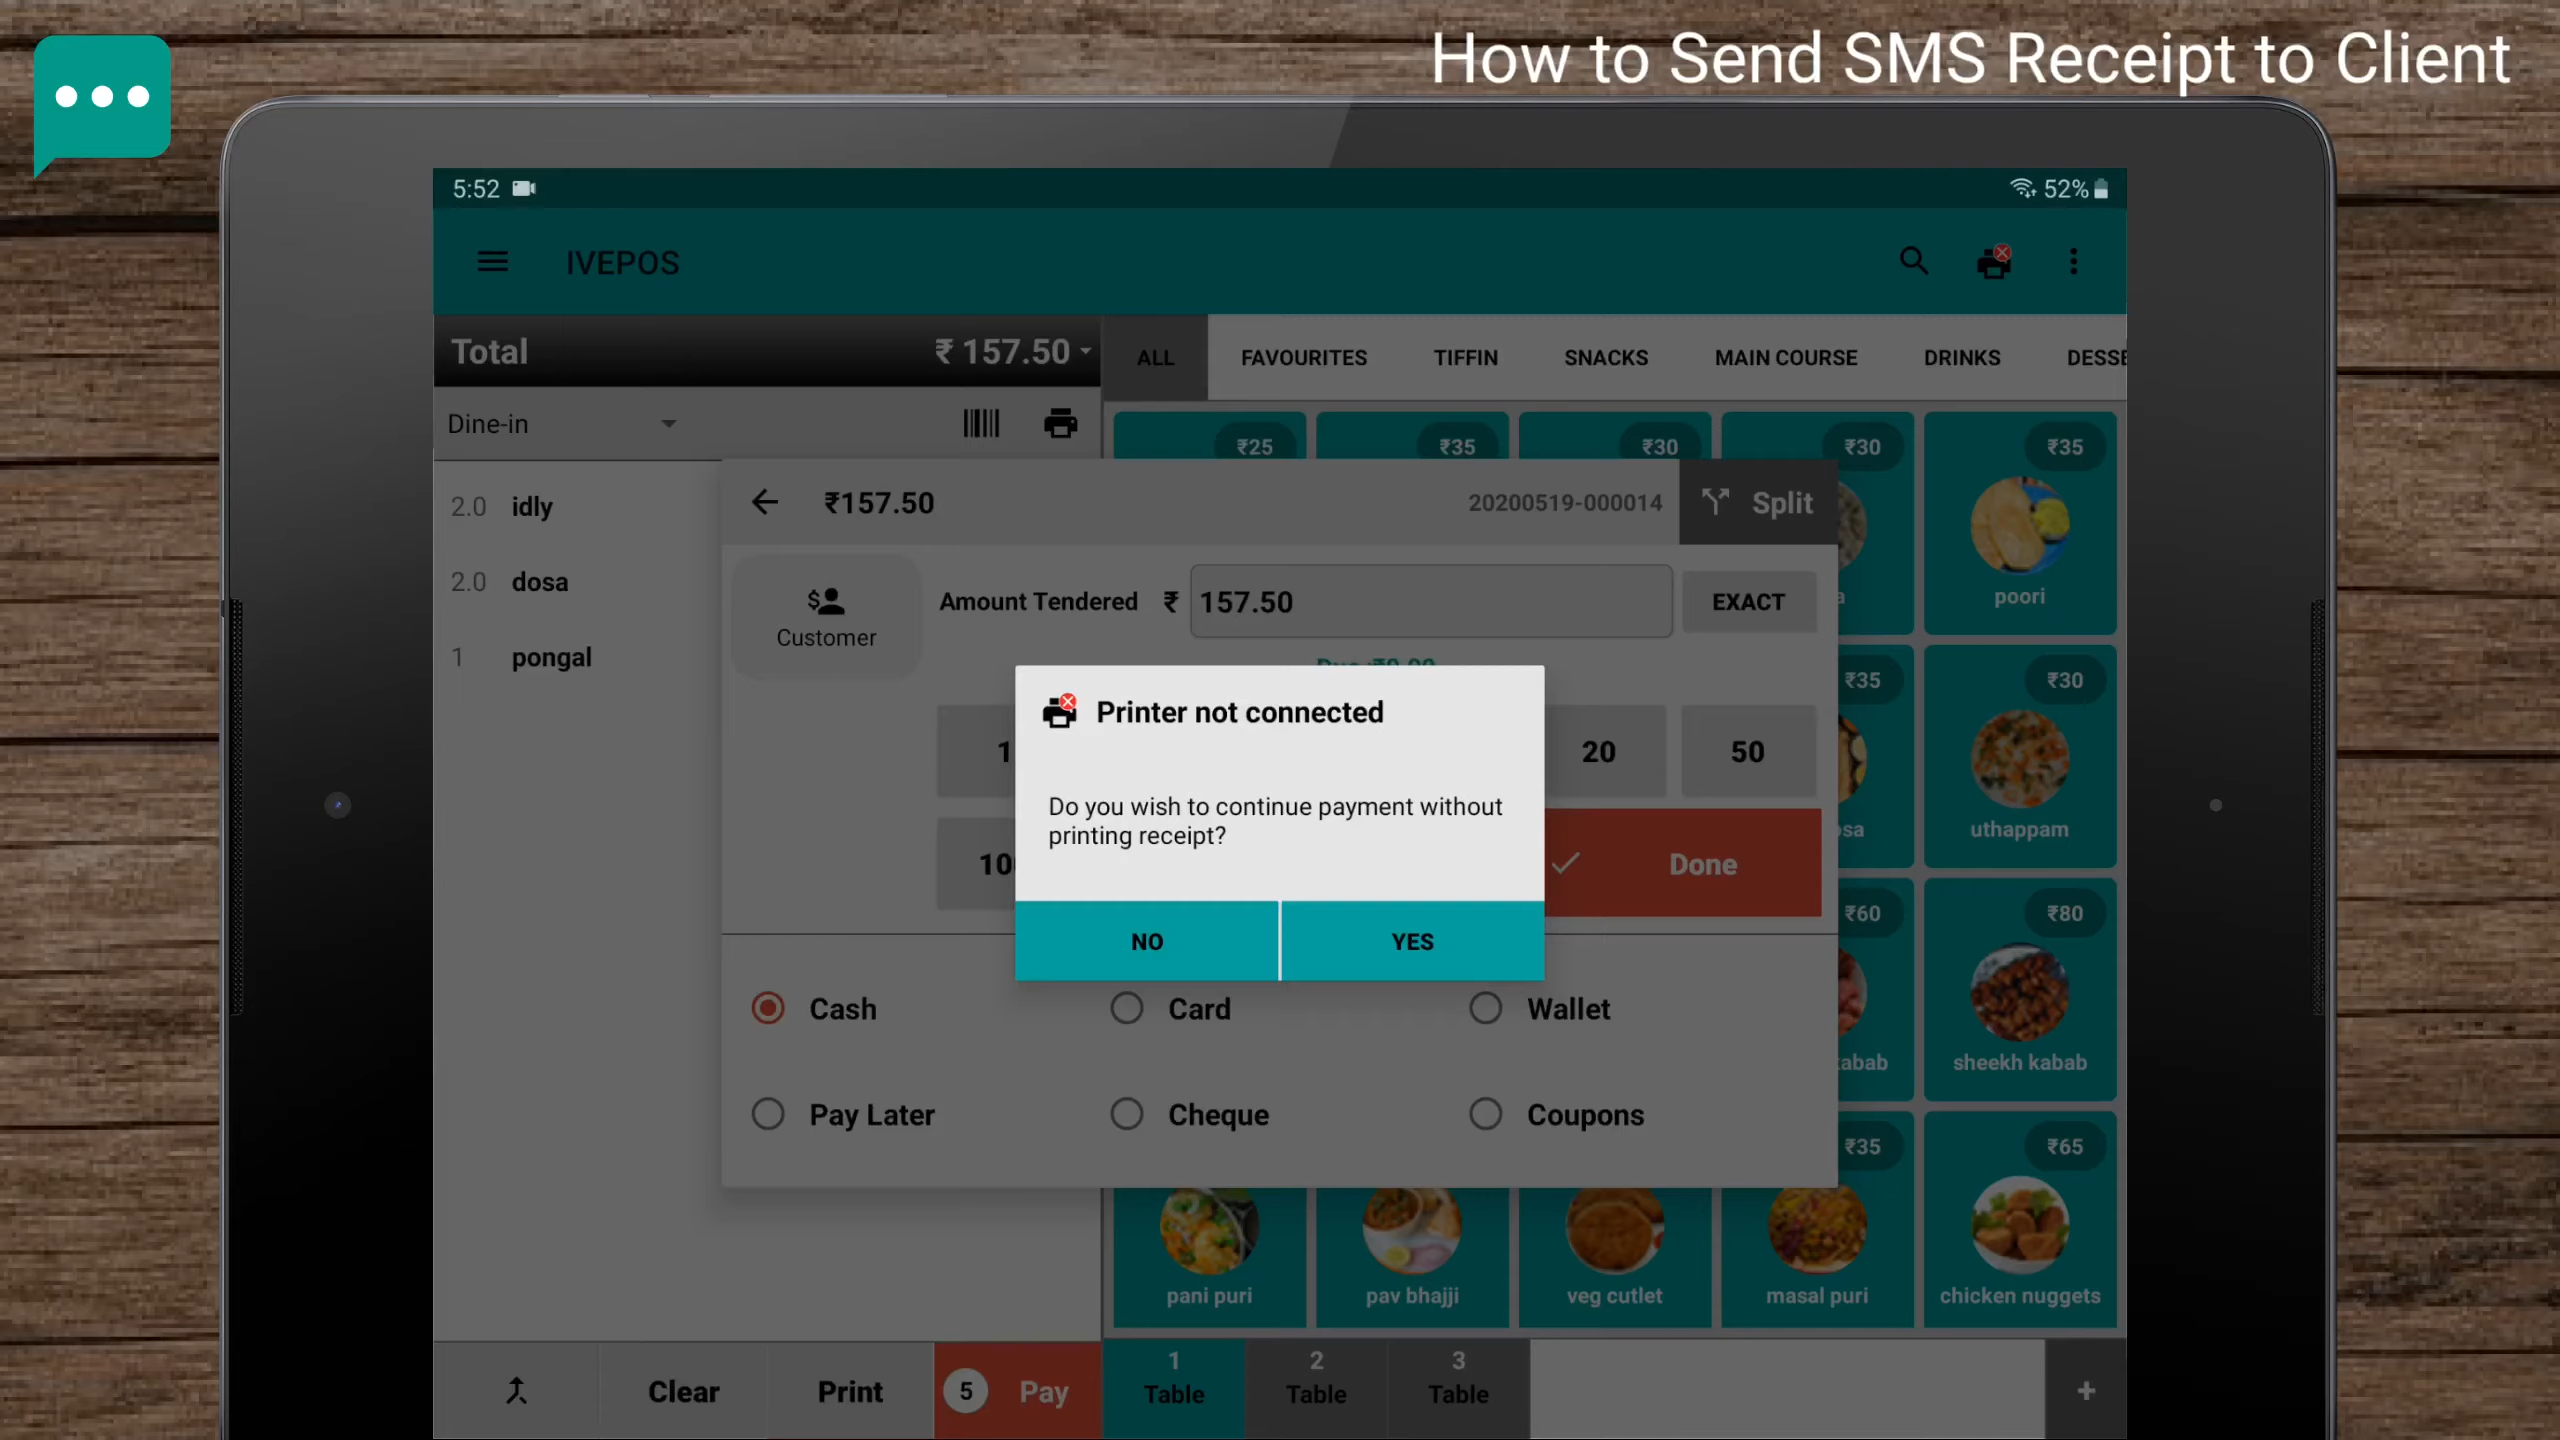 How to Send SMS Receipt to Client
5:52
52%
IVEPOS
Total
₹ 157.50
ALL
FAVOURITES
TIFFIN
SNACKS
MAIN COURSE
DRINKS
DESSE
Dine-in
₹25
₹35
₹30
₹30
₹35
2.0 idly
₹157.50
20200519-000014
Split
2.0 dosa
Customer
Amount Tendered ₹ 157.50
EXACT
poori
1 pongal
Printer not connected
₹35
₹30
1
20
50
Do you wish to continue payment without
printing receipt?
uthappam
Done
₹60
₹80
NO
YES
Cash
Card
Wallet
abab
sheekh kabab
Pay Later
Cheque
Coupons
₹35
₹65
pani puri
pav bhajji
veg cutlet
masal puri
chicken nuggets
Clear
Print
5 Pay
1
Table
2
Table
3
Table
+